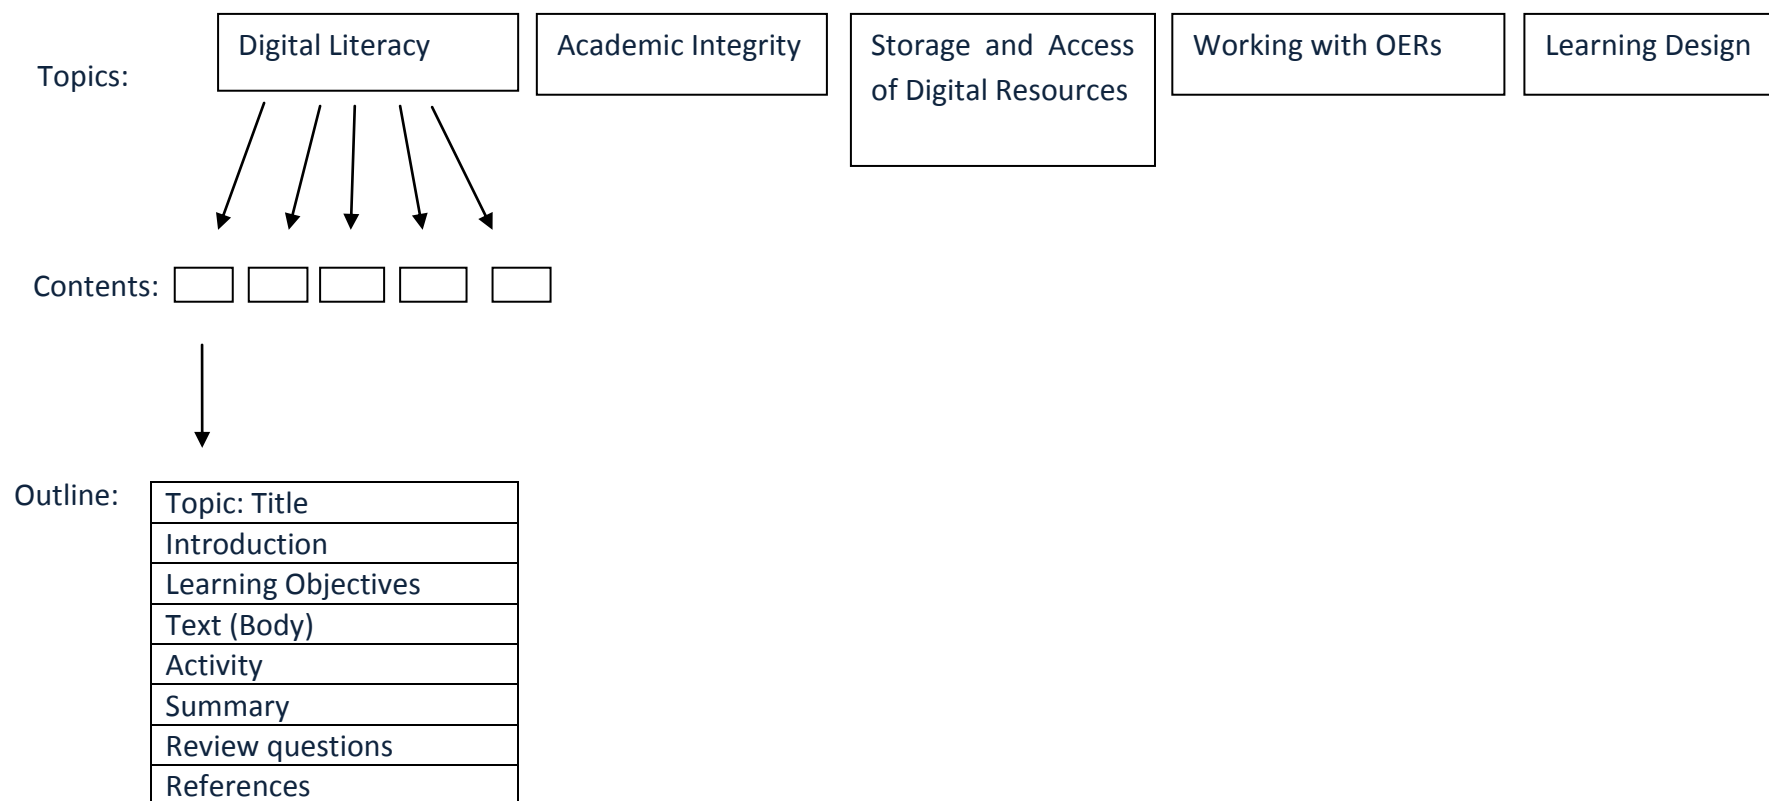 Topics:
Digital Literacy
Academic Integrity
Storage and Access
of Digital Resources
Working with OERs
Learning Design
Contents:
Outline:
Topic: Title
Introduction
Learning Objectives
Text (Body)
Activity
Summary
Review questions
References